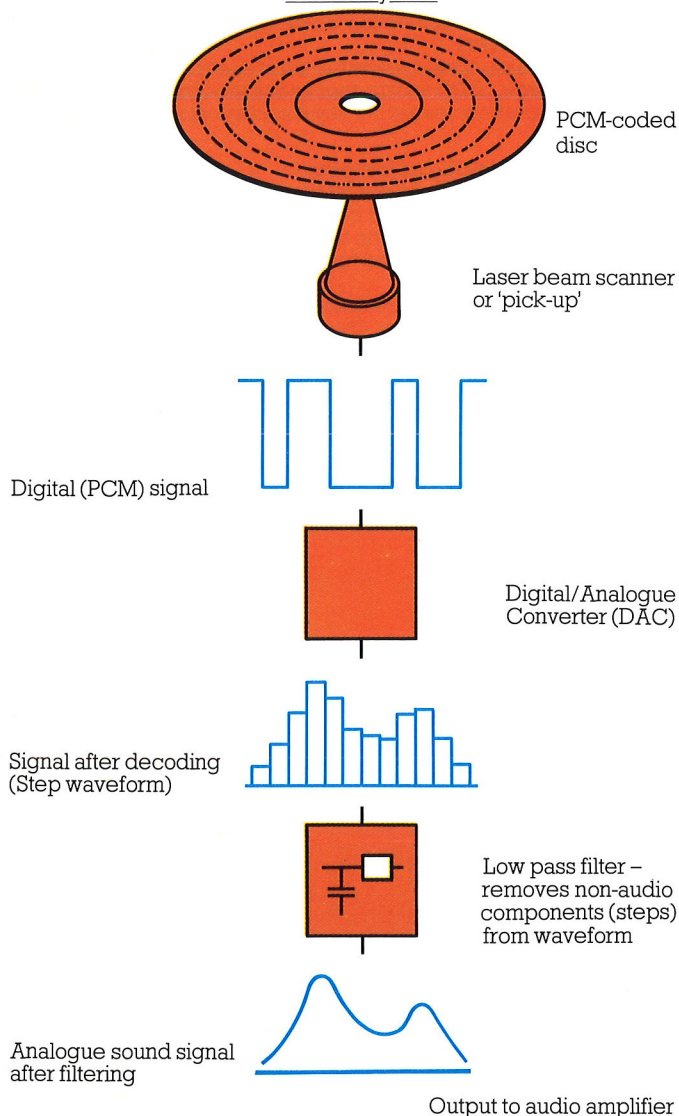 PCM-coded
disc
Laser beam scanner
or 'pick-up'
Digital (PCM) signal
Digital/Analogue
Converter (DAC)
Signal after decoding
(Step waveform)
Low pass filter –
removes non-audio
components (steps)
from waveform
Analogue sound signal
after filtering
Output to audio amplifier